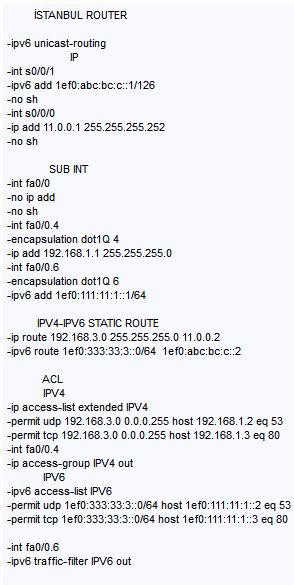 İSTANBUL ROUTER
-ipv6 unicast-routing
IP
-int s0/0/1
-ipv6 add 1ef0:abc:bc:c::1/126
-no sh
-int s0/0/0
-ip add 11.0.0.1 255.255.255.252
-no sh
SUB INT
-int fa0/0
-no ip add
-no sh
-int fa0/0.4
-encapsulation dot1Q 4
-ip add 192.168.1.1 255.255.255.0
-int fa0/0.6
-encapsulation dot1Q 6
-ipv6 add 1ef0:111:11:1::1/64
IPV4-IPV6 STATIC ROUTE
-ip route 192.168.3.0 255.255.255.0 11.0.0.2
-ipv6 route 1ef0:333:33:3::0/64 1ef0:abc:bc:c::2
ACL
IPV4
-ip access-list extended IPV4
-permit udp 192.168.3.0 0.0.0.255 host 192.168.1.2 eq 53
-permit tcp 192.168.3.0 0.0.0.255 host 192.168.1.3 eq 80
-int fa0/0.4
-ip access-group IPV4 out
IPV6
-ipv6 access-list IPV6
-permit udp 1ef0:333:33:3::0/64 host 1ef0:111:11:1::2 eq 53
-permit tcp 1ef0:333:33:3::0/64 host 1ef0:111:11:1::3 eq 80
-int fa0/0.6
-ipv6 traffic-filter IPV6 out